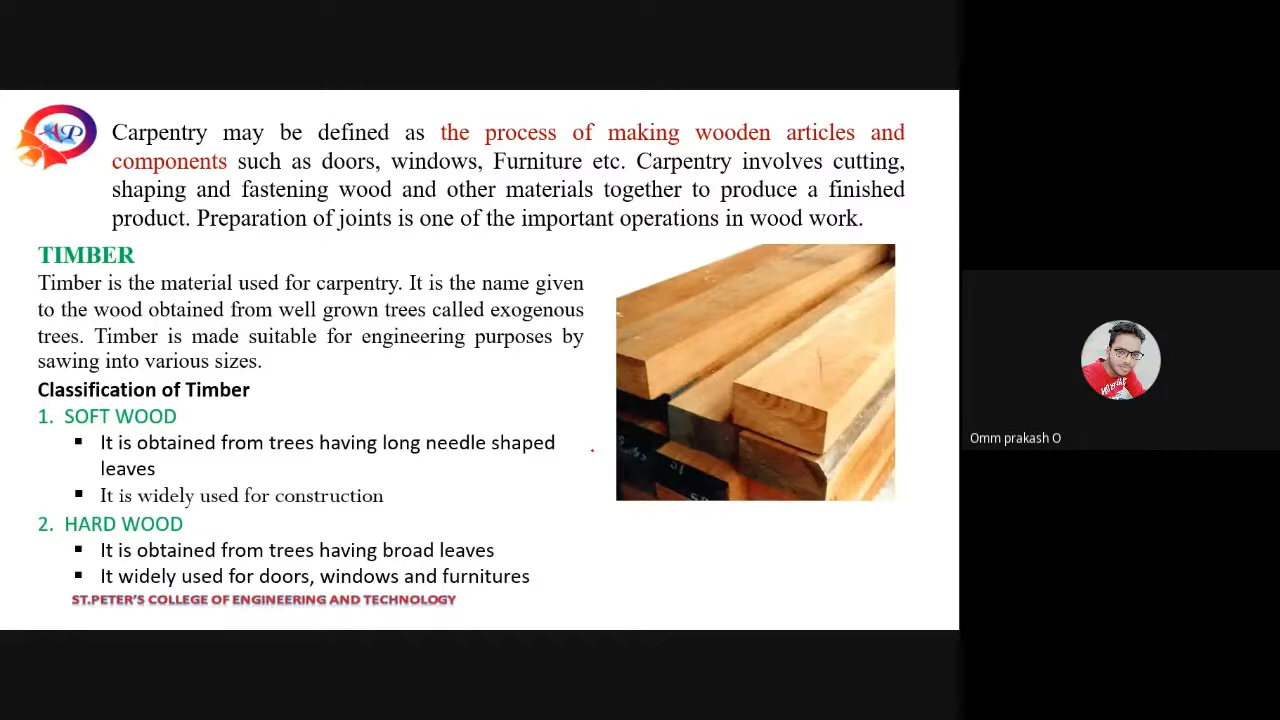 Carpentry may be defined as the process of making wooden articles and
components such as doors, windows, Furniture etc. Carpentry involves cutting,
shaping and fastening wood and other materials together to produce a finished
product. Preparation of joints is one of the important operations in wood work.
TIMBER
Timber is the material used for carpentry. It is the name given
to the wood obtained from well grown trees called exogenous
trees. Timber is made suitable for engineering purposes by
sawing into various sizes.
Classification of Timber
1. SOFT WOOD
▪ It is obtained from trees having long needle shaped
leaves
▪ It is widely used for construction
2. HARD WOOD
▪ It is obtained from trees having broad leaves
▪ It widely used for doors, windows and furnitures
ST.PETER'S COLLEGE OF ENGINEERING AND TECHNOLOGY
Omm prakash O